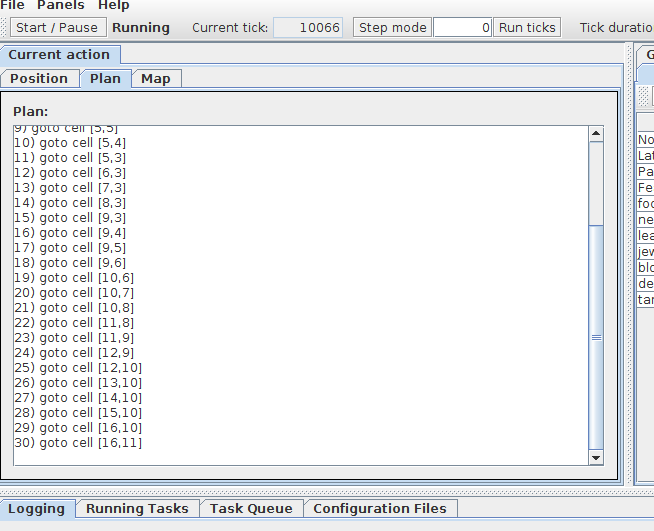 File Panels Help
Start / Pause Running Current tick: 10066 Step mode 0 Run ticks Tick duratio
Current action
Position Plan Map
Plan:
9) goto cell [5,5]
10) goto cell [5,4]
11) goto cell [5,3]
12) goto cell [6,3]
13) goto cell [7,3]
14) goto cell [8,3]
15) goto cell [9,3]
16) goto cell [9,4]
17) goto cell [9,5]
18) goto cell [9,6]
19) goto cell [10,6]
20) goto cell [10,7]
21) goto cell [10,8]
22) goto cell [11,8]
23) goto cell [11,9]
24) goto cell [12,9]
25) goto cell [12,10]
26) goto cell [13,10]
27) goto cell [14,10]
28) goto cell [15,10]
29) goto cell [16,10]
30) goto cell [16,11]
G
No
Lat
Pa
Fe
foo
ne
lea
jew
blo
de
tar
Logging Running Tasks Task Queue Configuration Files